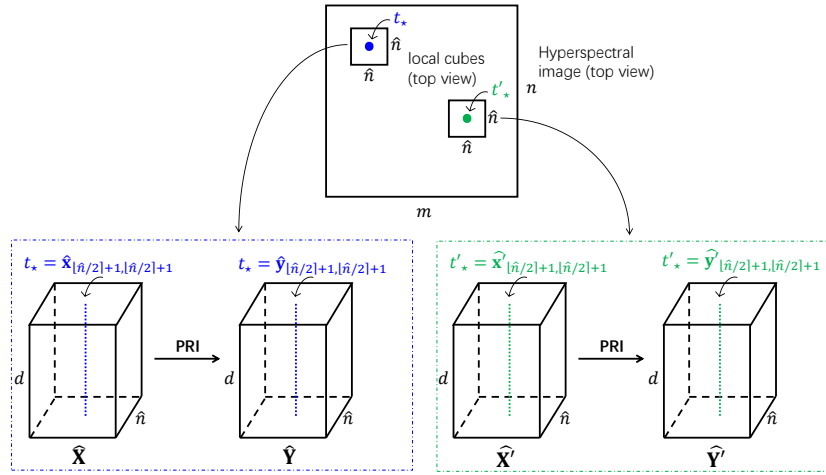 t⋆
n̂
n̂
local cubes
(top view)
Hyperspectral
image (top view)
n
t′⋆
n̂
n̂
m
t⋆ = x̂⌊n̂/2⌋+1,⌊n̂/2⌋+1
t⋆ = ŷ⌊n̂/2⌋+1,⌊n̂/2⌋+1
t′⋆ = x̂′⌊n̂/2⌋+1,⌊n̂/2⌋+1
t′⋆ = ŷ′⌊n̂/2⌋+1,⌊n̂/2⌋+1
d
PRI
d
d
PRI
d
n̂
n̂
n̂
n̂
X̂
Ŷ
X̂′
Ŷ′